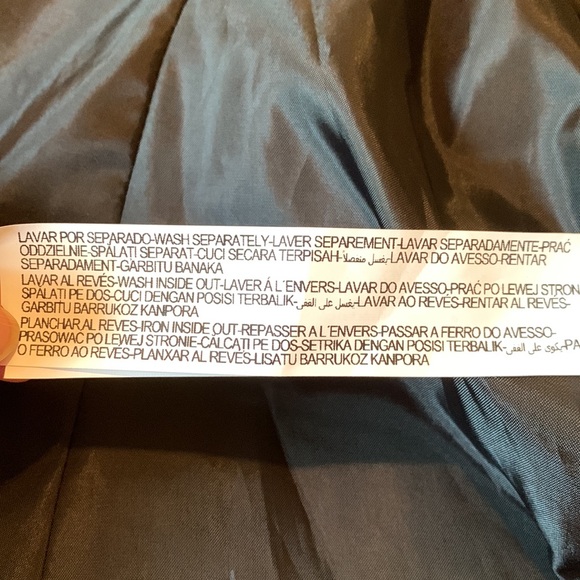 LAVAR POR SEPARADO-WASH SEPARATELY-LAVER SEPAREMENT-LAVAR SEPARADAMENTE-PRAĆ
ODDZIELNIE-SPĂLATI SEPARAT-CUCI SECARA TERPISAH-يغسل منفصلاً-LAVAR DO AVESSO-RENTAR
SEPARADAMENT-GARBITU BANAKA
LAVAR AL REVÉS-WASH INSIDE OUT-LAVER Á L´ENVERS-LAVAR DO AVESSO-PRAĆ PO LEWEJ STRON
SPĂLATI PE DOS-CUCI DENGAN POSISI TERBALIK-يغسل على القفى-LAVAR AO REVÉS-RENTAR AL REVÉS-
GARBITU BARRUKOZ KANPORA
PLANCHAR AL REVÉS-IRON INSIDE OUT-REPASSER A L´ENVERS-PASSAR A FERRO DO AVESSO-
PRASOWAĆ PO LEWEJ STRONIE-CĂLCAȚI PE DOS-SETRIKA DENGAN POSISI TERBALIK-يكوى على القفى-PA
O FERRO AO REVÉS-PLANXAR AL REVÉS-LISATU BARRUKOZ KANPORA